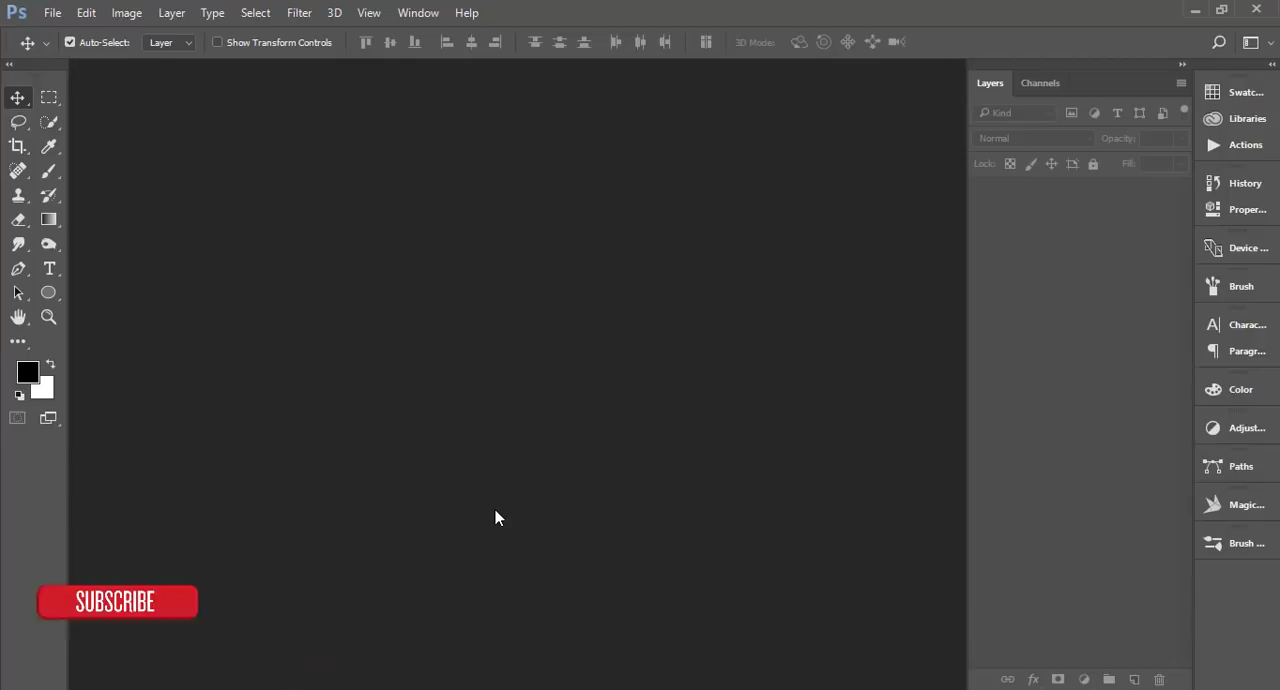 Ps File Edit Image Layer Type Select Filter 3D View Window Help
Auto-Select: Layer Show Transform Controls 3D Modes
Layers Channels
Kind
Normal Opacity:
Lock: Fill:
Swatc...
Libraries
Actions
History
Proper...
Device ...
Brush
Charac...
Paragr...
Color
Adjust...
Paths
Magic...
Brush ...
SUBSCRIBE
fx